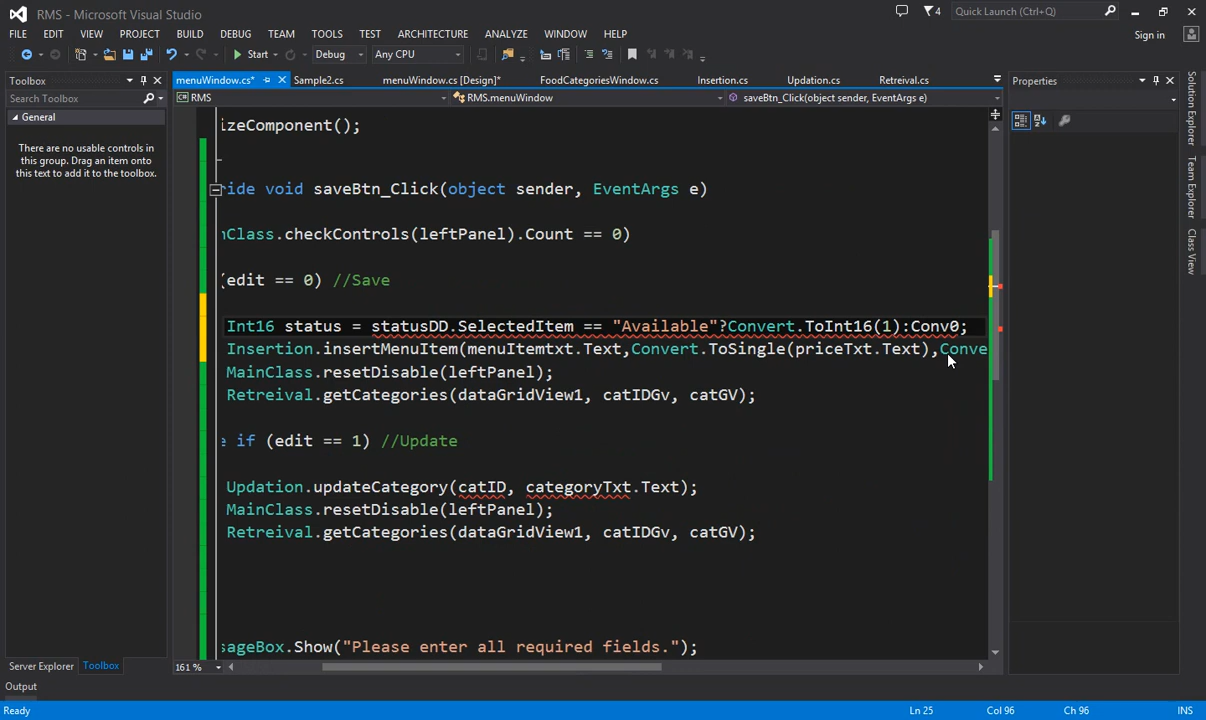 RMS - Microsoft Visual Studio
4
Quick Launch (Ctrl+Q)
FILE EDIT VIEW PROJECT BUILD DEBUG TEAM TOOLS TEST ARCHITECTURE ANALYZE WINDOW HELP
Sign in
Start Debug Any CPU
Toolbox
menuWindow.cs* Sample2.cs menuWindow.cs [Design]* FoodCategoriesWindow.cs Insertion.cs Updation.cs Retreival.cs
Properties
Search Toolbox
RMS RMS.menuWindow saveBtn_Click(object sender, EventArgs e)
General
There are no usable controls in
this group. Drag an item onto
this text to add it to the toolbox.
izeComponent();
ride void saveBtn_Click(object sender, EventArgs e)
nClass.checkControls(leftPanel).Count == 0)
(edit == 0) //Save
Int16 status = statusDD.SelectedItem == "Available"?Convert.ToInt16(1):Conv0;
Insertion.insertMenuItem(menuItemtxt.Text,Convert.ToSingle(priceTxt.Text),Conve
MainClass.resetDisable(leftPanel);
Retreival.getCategories(dataGridView1, catIDGv, catGV);
e if (edit == 1) //Update
Updation.updateCategory(catID, categoryTxt.Text);
MainClass.resetDisable(leftPanel);
Retreival.getCategories(dataGridView1, catIDGv, catGV);
sageBox.Show("Please enter all required fields.");
161 %
Server Explorer Toolbox
Output
Ready
Ln 25 Col 96 Ch 96 INS
Solution Explorer
Team Explorer
Class View